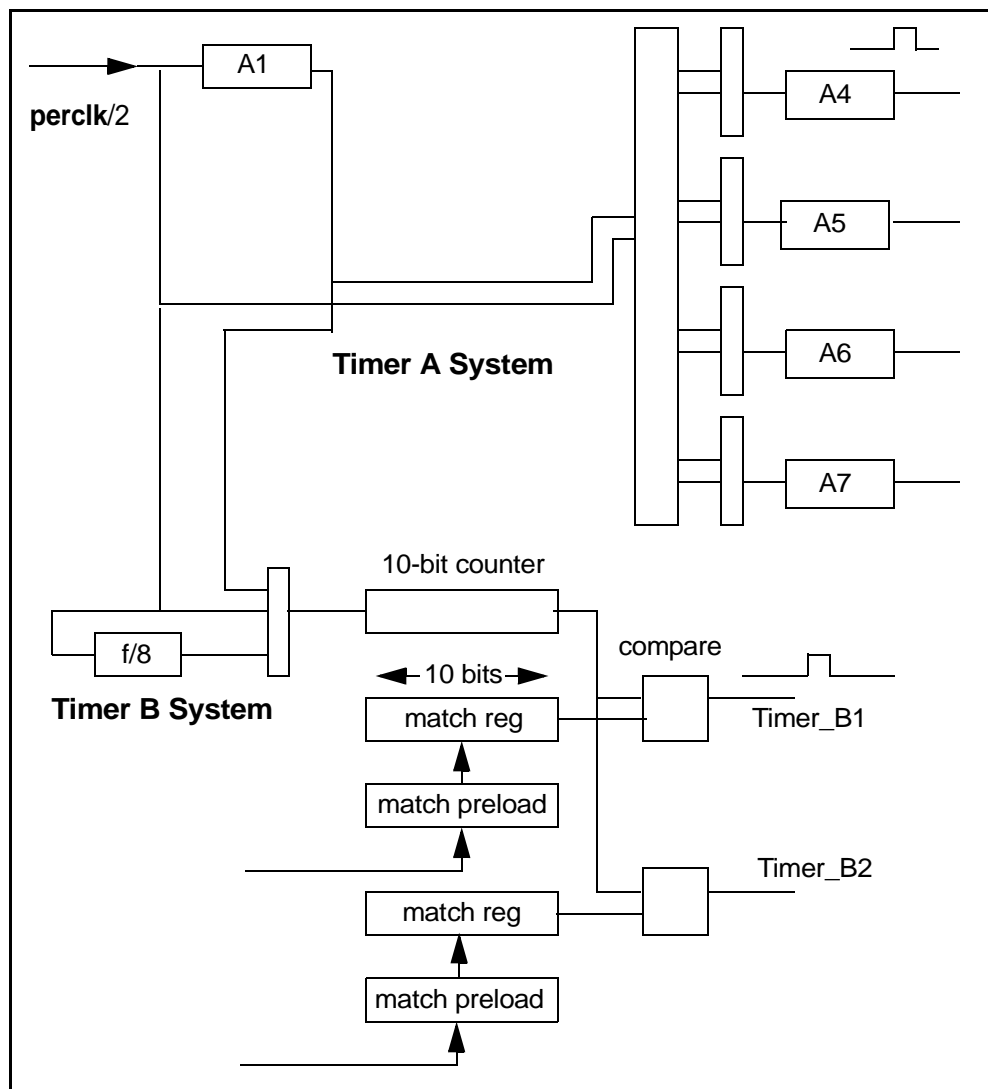 A1
perclk/2
A4
A5
A6
A7
Timer A System
10-bit counter
f/8
Timer B System
10 bits
match reg
match preload
compare
Timer_B1
match reg
match preload
Timer_B2